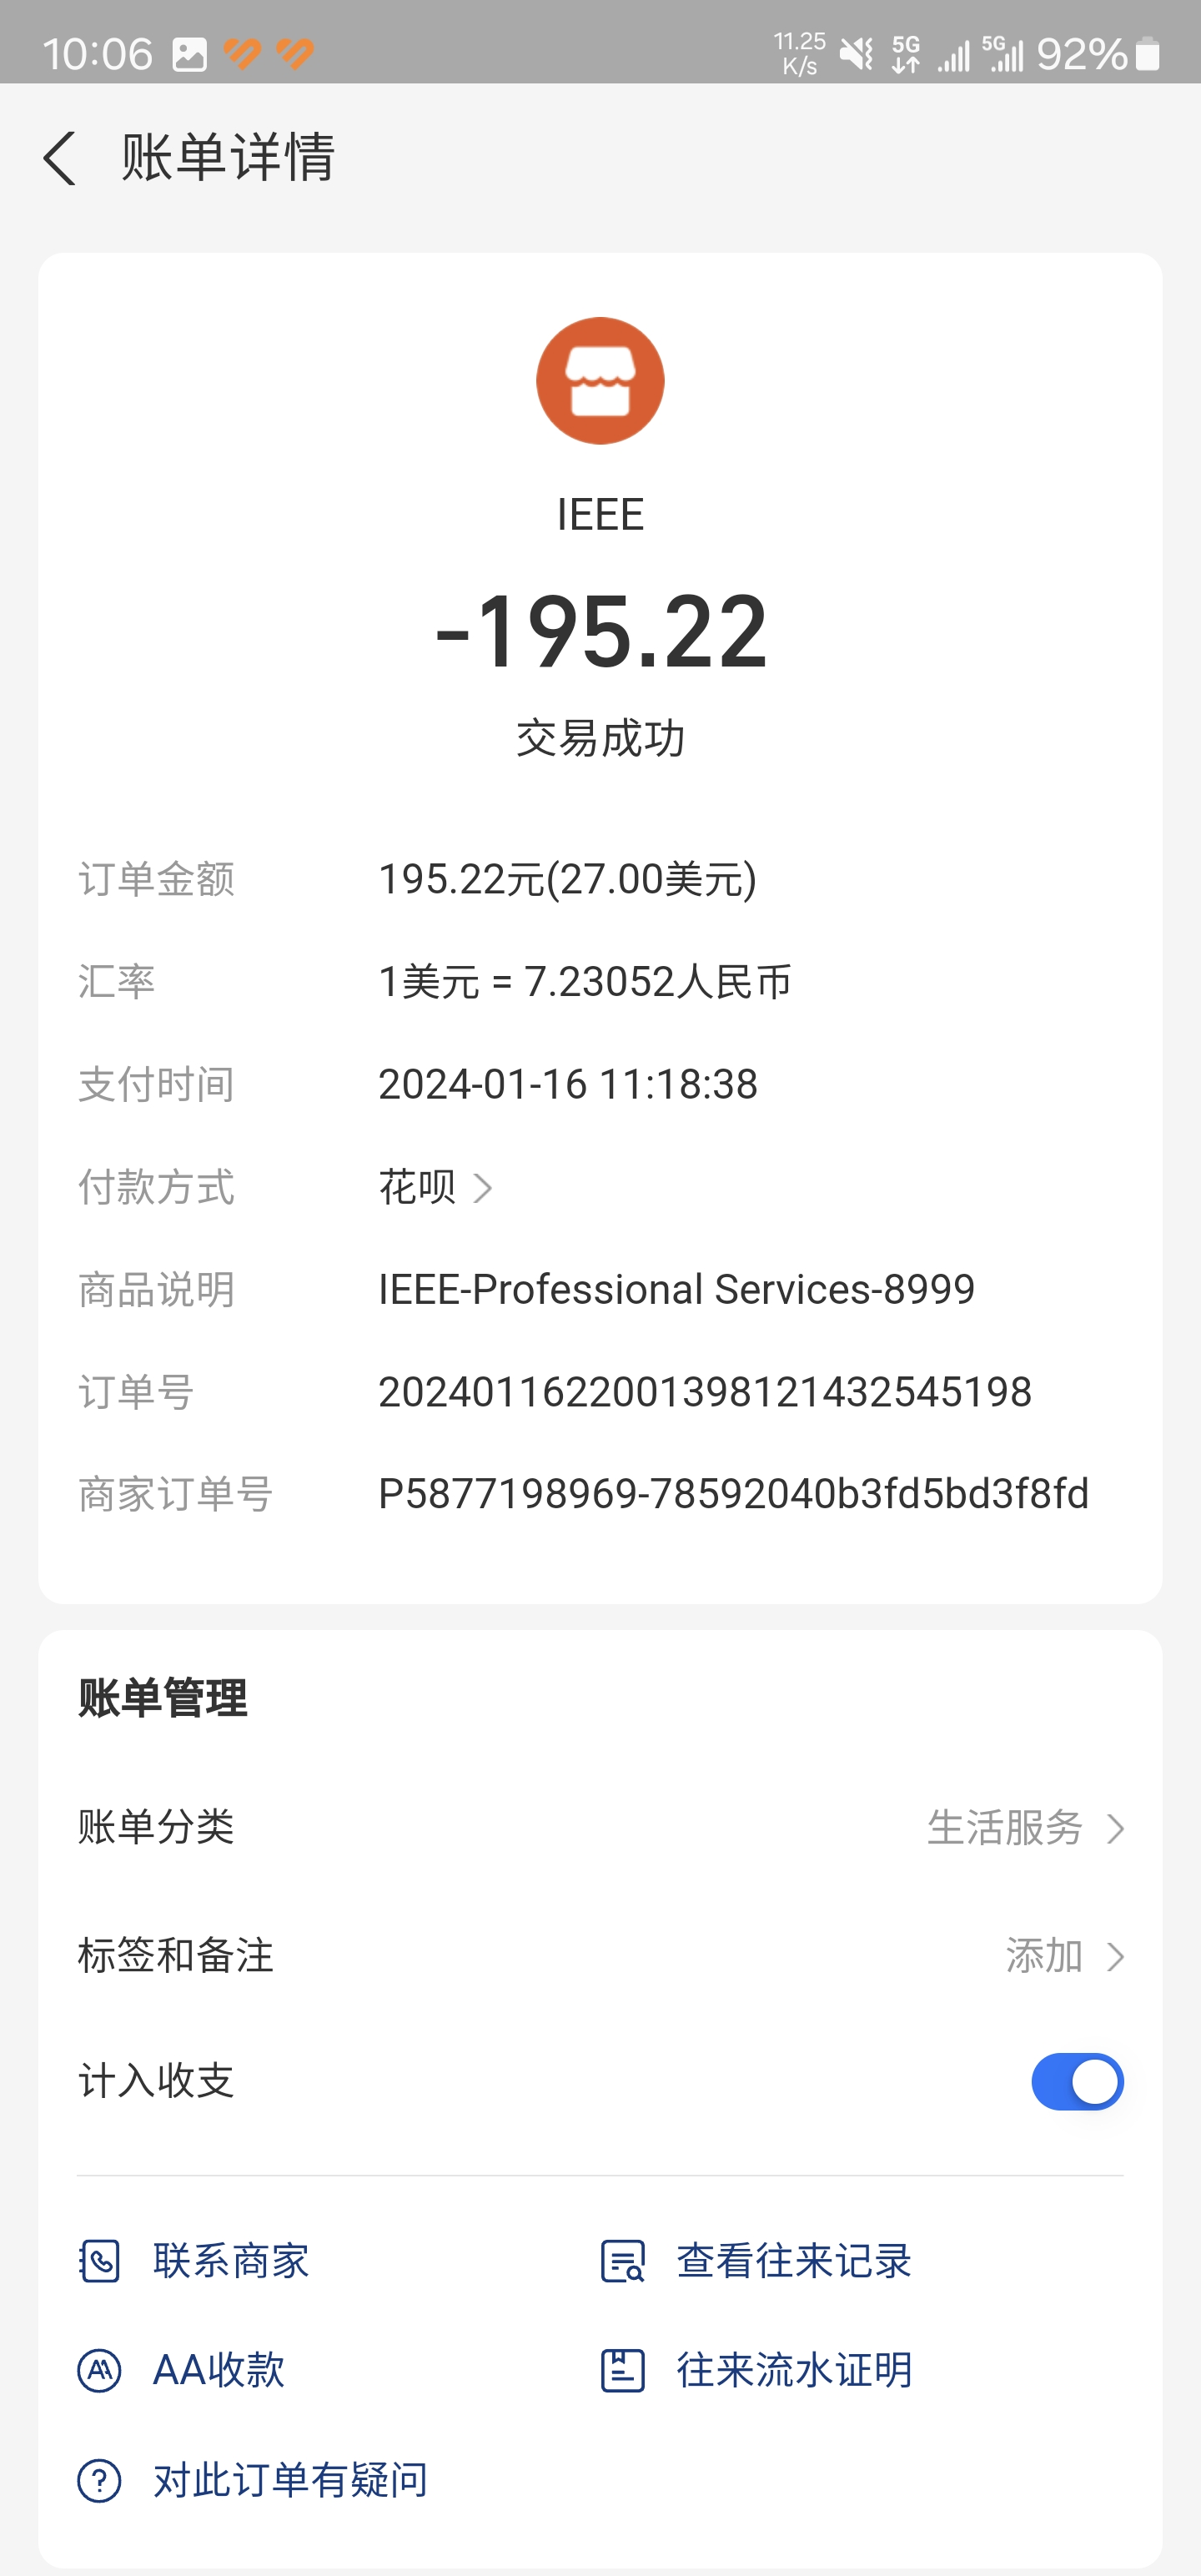 10:06
11.25
K/s
5G
5G
92%
账单详情
IEEE
-195.22
交易成功
订单金额 195.22元(27.00美元)
汇率 1美元 = 7.23052人民币
支付时间 2024-01-16 11:18:38
付款方式 花呗
商品说明 IEEE-Professional Services-8999
订单号 2024011622001398121432545198
商家订单号 P5877198969-78592040b3fd5bd3f8fd
账单管理
账单分类 生活服务
标签和备注 添加
计入收支
联系商家 查看往来记录
AA收款 往来流水证明
对此订单有疑问